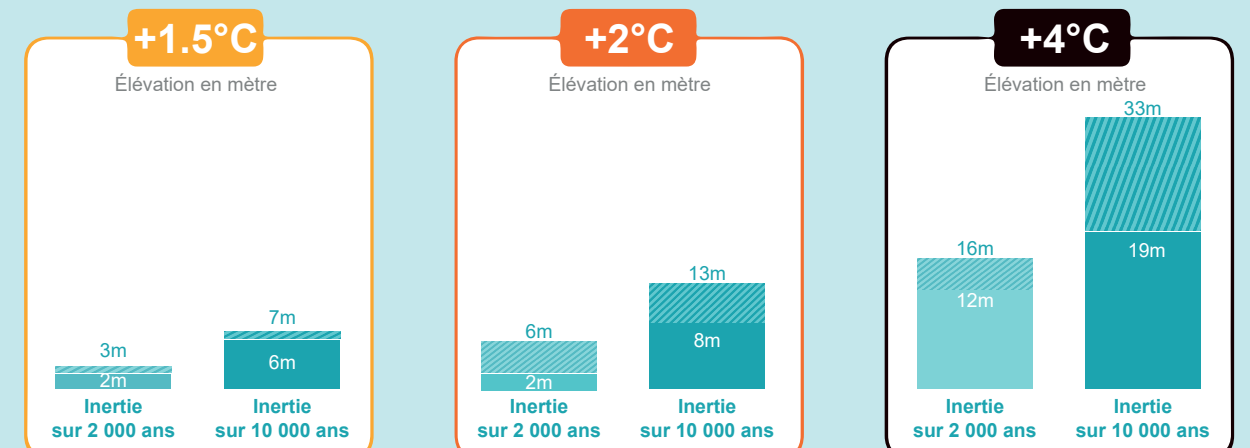 +1.5°C
Élévation en mètre
3m
2m
7m
6m
Inertie
sur 2 000 ans
Inertie
sur 10 000 ans
+2°C
Élévation en mètre
6m
2m
13m
8m
Inertie
sur 2 000 ans
Inertie
sur 10 000 ans
+4°C
Élévation en mètre
16m
12m
33m
19m
Inertie
sur 2 000 ans
Inertie
sur 10 000 ans